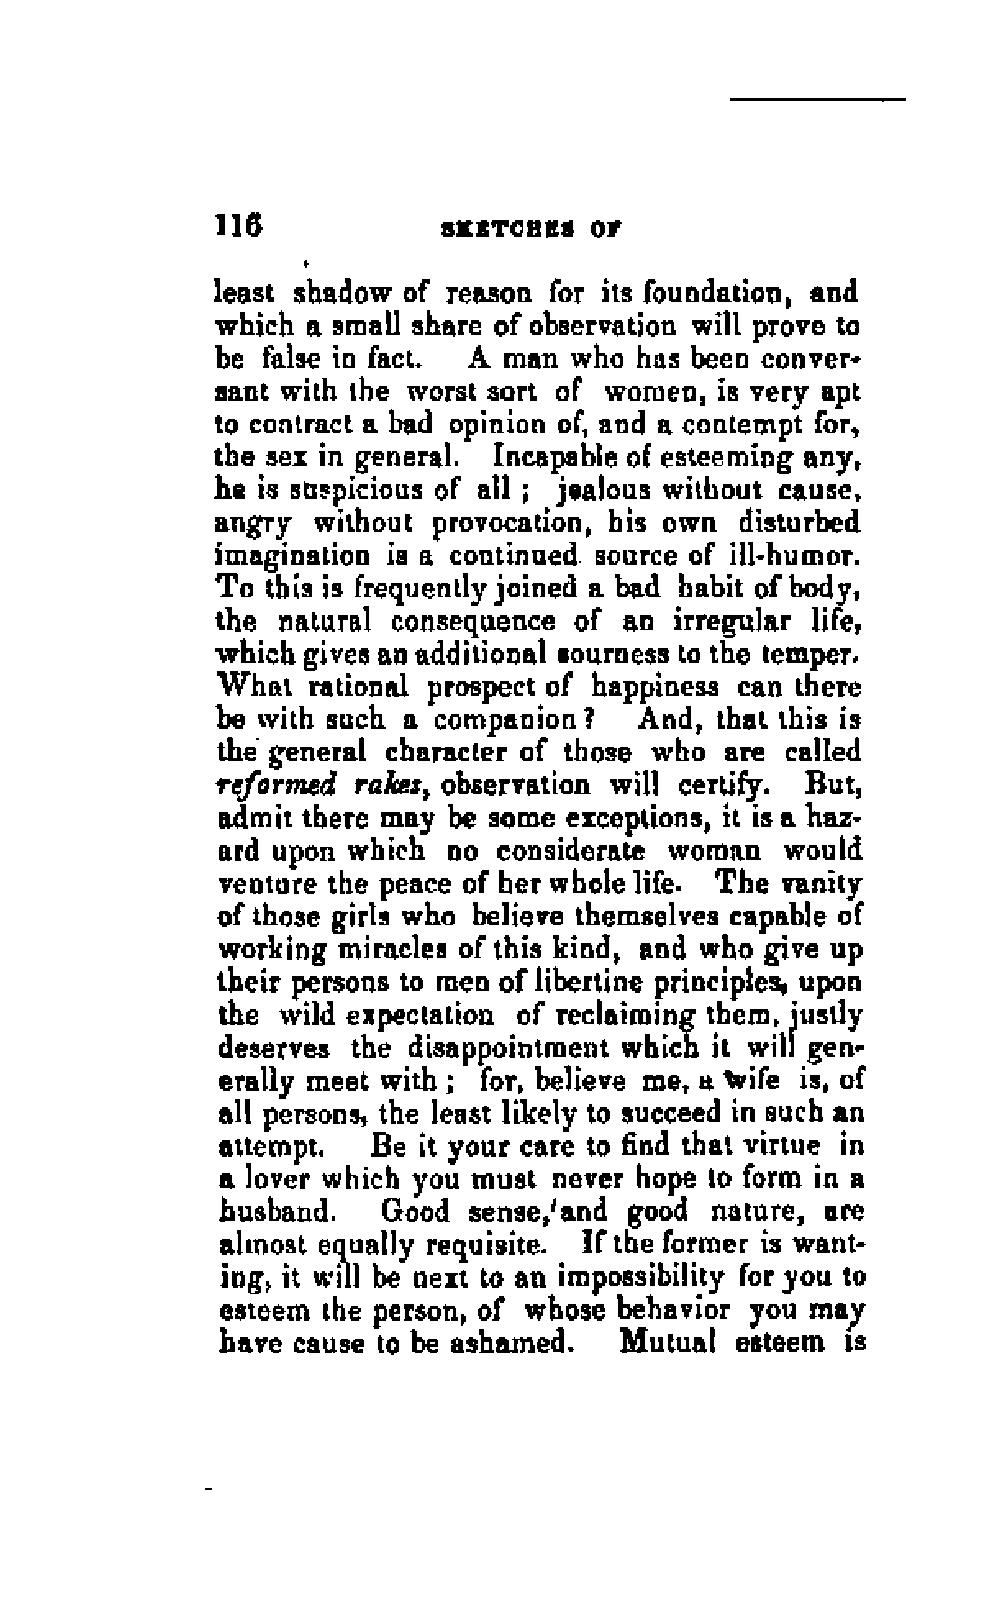 116 SKETCHES OF
least shadow of reason for its foundation, and
which a small share of observation will prove to
be false in fact. A man who has been conver-
sant with the worst sort of women, is very apt
to contract a bad opinion of, and a contempt for,
the sex in general. Incapable of esteeming any,
he is suspicious of all ; jealous without cause,
angry without provocation, his own disturbed
imagination is a continued source of ill-humor.
To this is frequently joined a bad habit of body,
the natural consequence of an irregular life,
which gives an additional sourness to the temper.
What rational prospect of happiness can there
be with such a companion ? And, that this is
the general character of those who are called
reformed rakes, observation will certify. But,
admit there may be some exceptions, it is a haz-
ard upon which no considerate woman would
venture the peace of her whole life. The vanity
of those girls who believe themselves capable of
working miracles of this kind, and who give up
their persons to men of libertine principles, upon
the wild expectation of reclaiming them, justly
deserves the disappointment which it will gen-
erally meet with ; for, believe me, a wife is, of
all persons, the least likely to succeed in such an
attempt. Be it your care to find that virtue in
a lover which you must never hope to form in a
husband. Good sense, and good nature, are
almost equally requisite. If the former is want-
ing, it will be next to an impossibility for you to
esteem the person, of whose behavior you may
have cause to be ashamed. Mutual esteem is